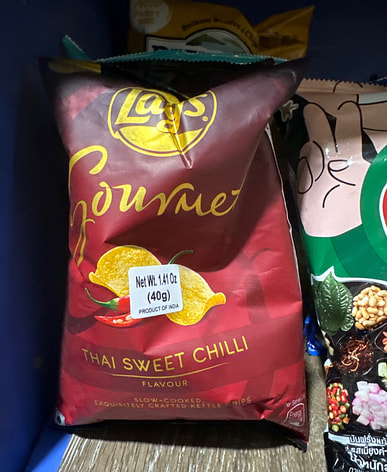 Lay's
Gourmet
Net Wt. 1.41 Oz
(40g)
PRODUCT OF INDIA
THAI SWEET CHILLI
FLAVOUR
SLOW-COOKED,
EXQUISITELY CRAFTED KETTLE CHIPS